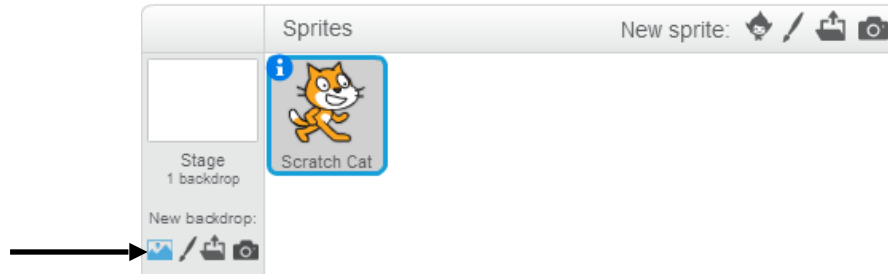 Sprites
New sprite:
Scratch Cat
Stage
1 backdrop
New backdrop: